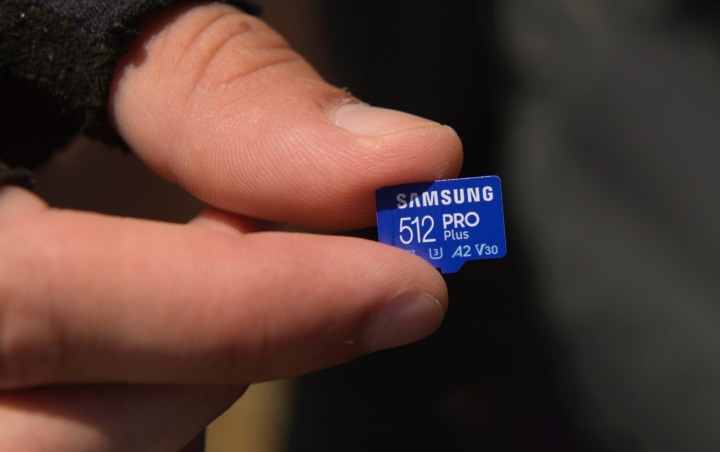 SAMSUNG
512 PRO
Plus
U3 A2 V30